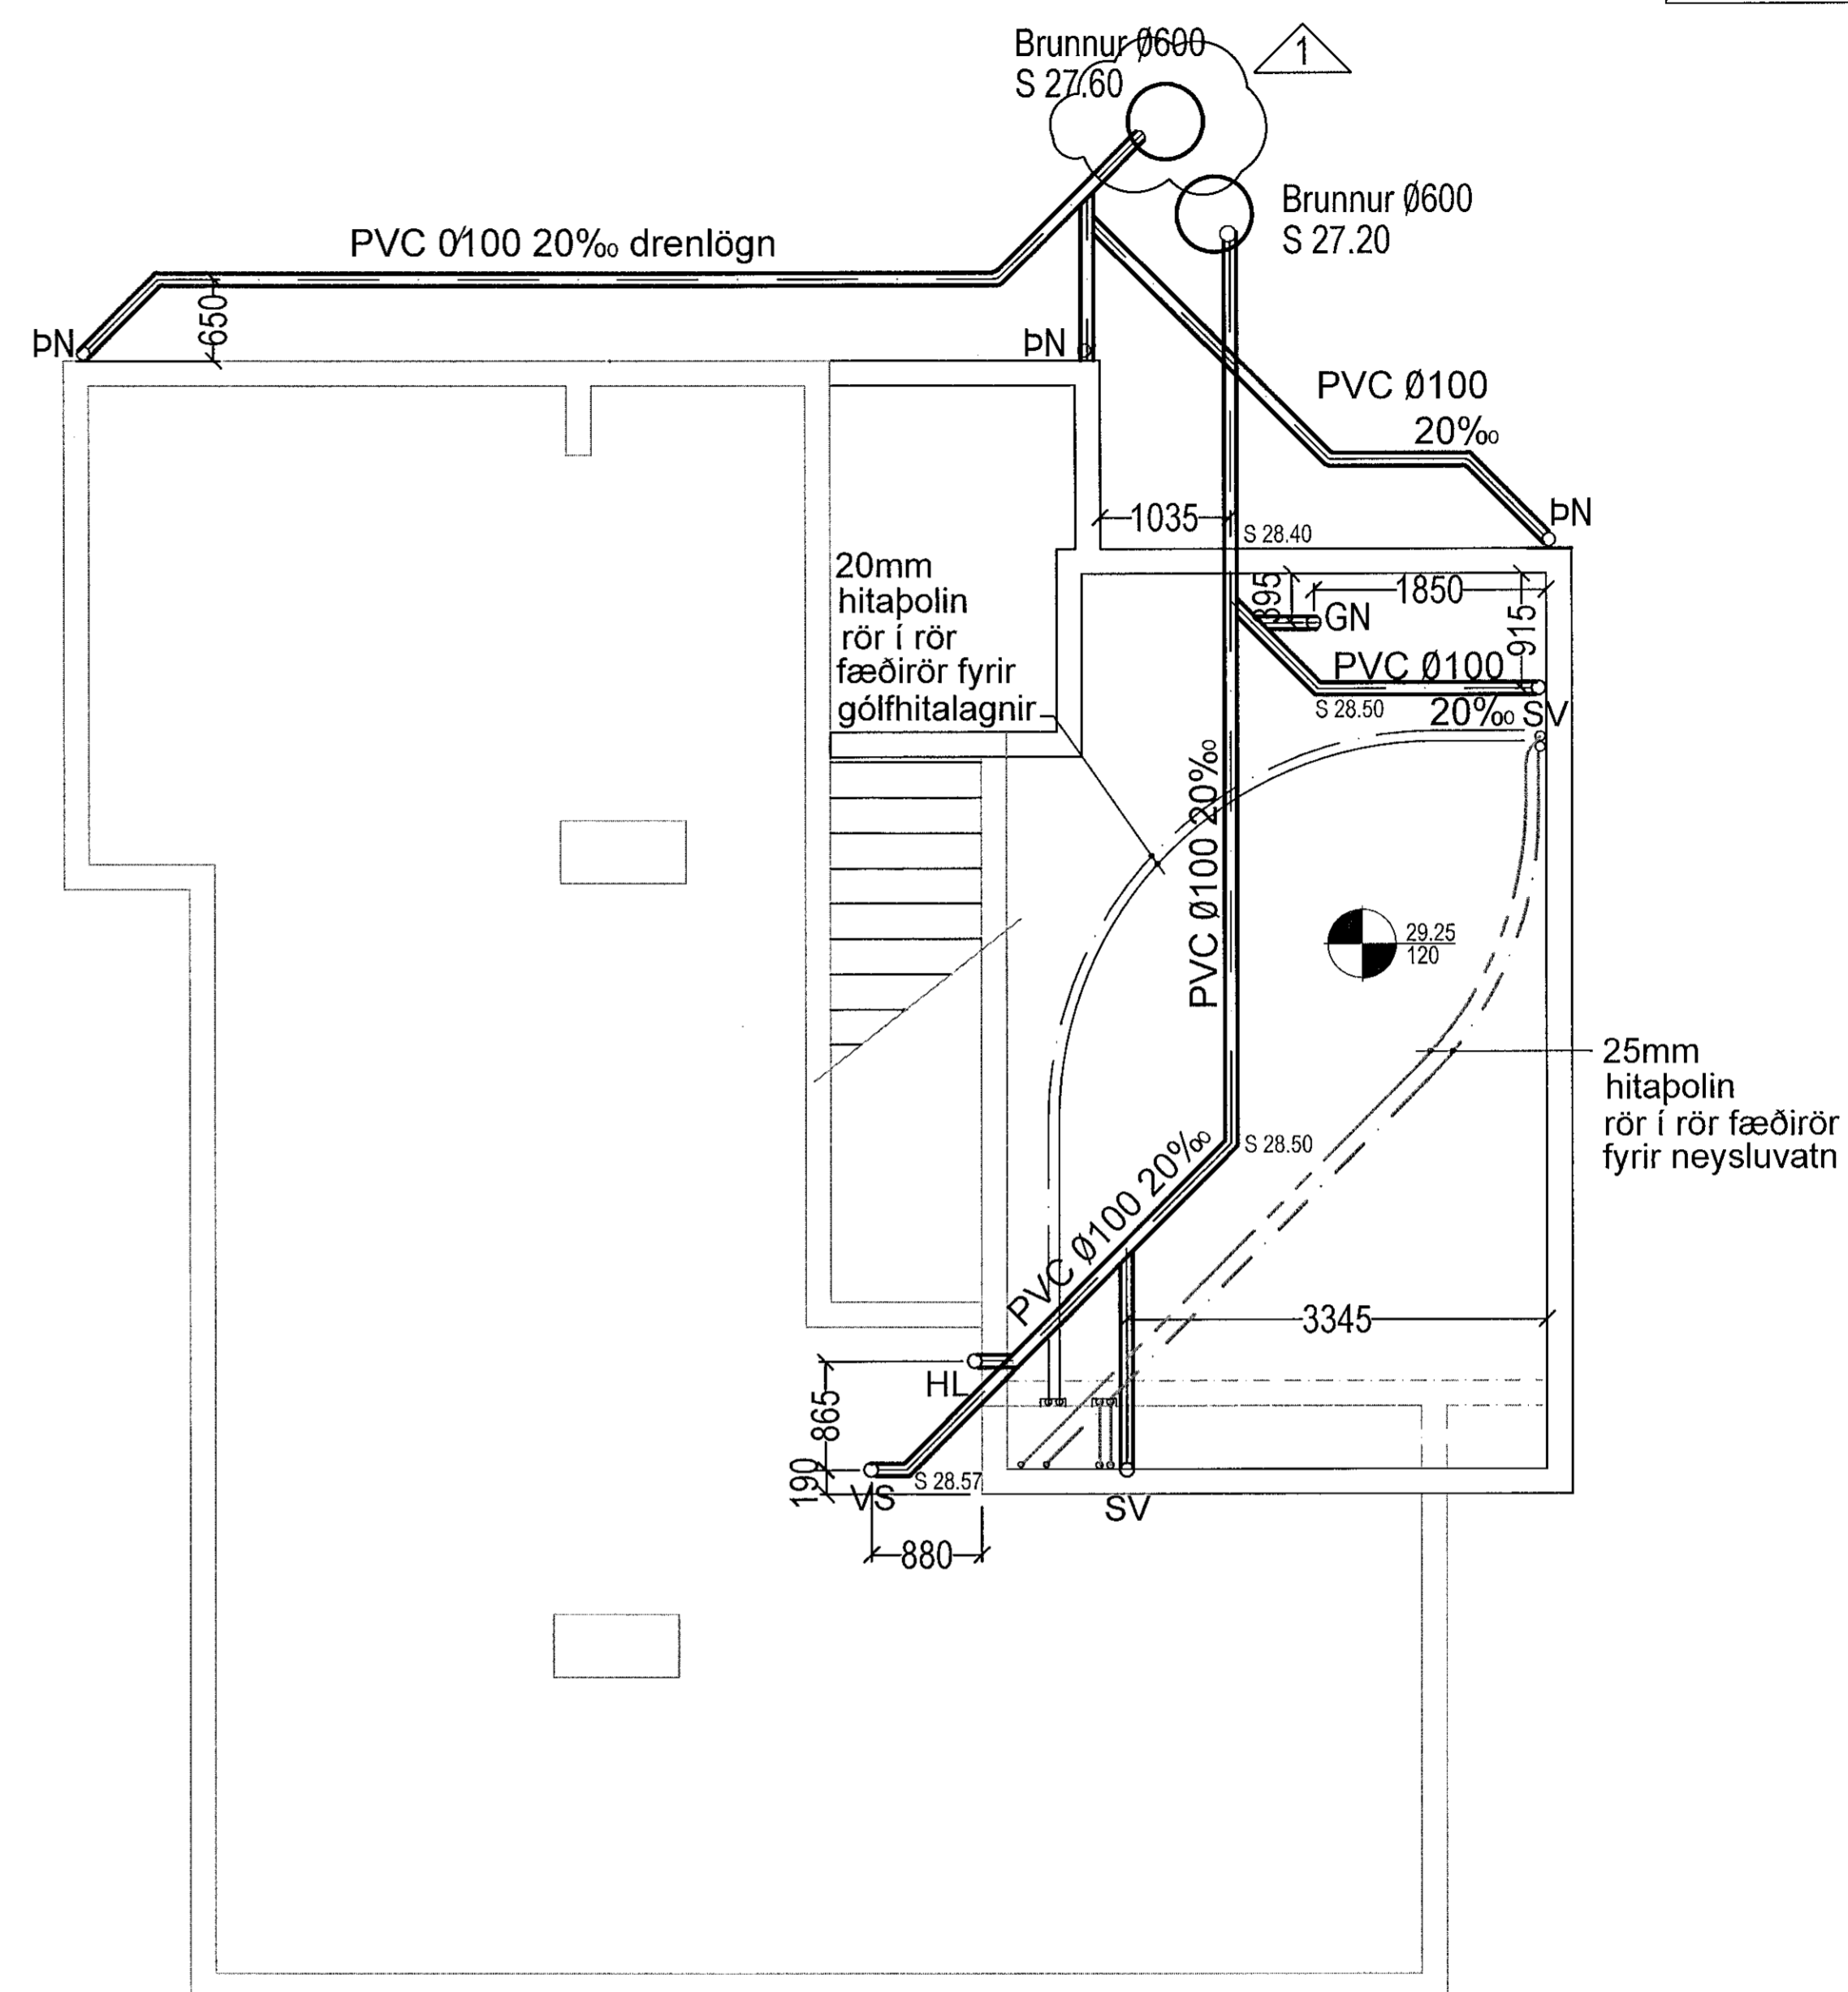 Brunnur Ø600
S 27.60
1
Brunnur Ø600
S 27.20
PVC Ø100 20‰ drenlögn
650
ÞN
ÞN
PVC Ø100
20‰
ÞN
1035
S 28.40
20mm
hitaþolin
rör í rör
fæðirör fyrir
gólfhitalagnir
395
1850
GN
915
PVC Ø100
S 28.50
20‰
SV
PVC Ø100 20‰
29.25
120
25mm
hitaþolin
rör í rör fæðirör
fyrir neysluvatn
S 28.50
PVC Ø100 20‰
3345
HL
865
190
VS
S 28.57
SV
880